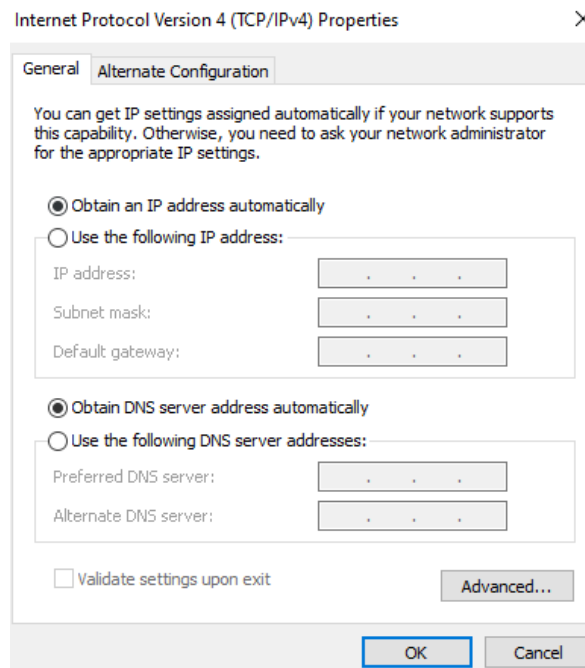 Internet Protocol Version 4 (TCP/IPv4) Properties
General
Alternate Configuration
You can get IP settings assigned automatically if your network supports
this capability. Otherwise, you need to ask your network administrator
for the appropriate IP settings.
Obtain an IP address automatically
Use the following IP address:
IP address:
. . .
Subnet mask:
. . .
Default gateway:
. . .
Obtain DNS server address automatically
Use the following DNS server addresses:
Preferred DNS server:
. . .
Alternate DNS server:
. . .
Validate settings upon exit
Advanced...
OK
Cancel